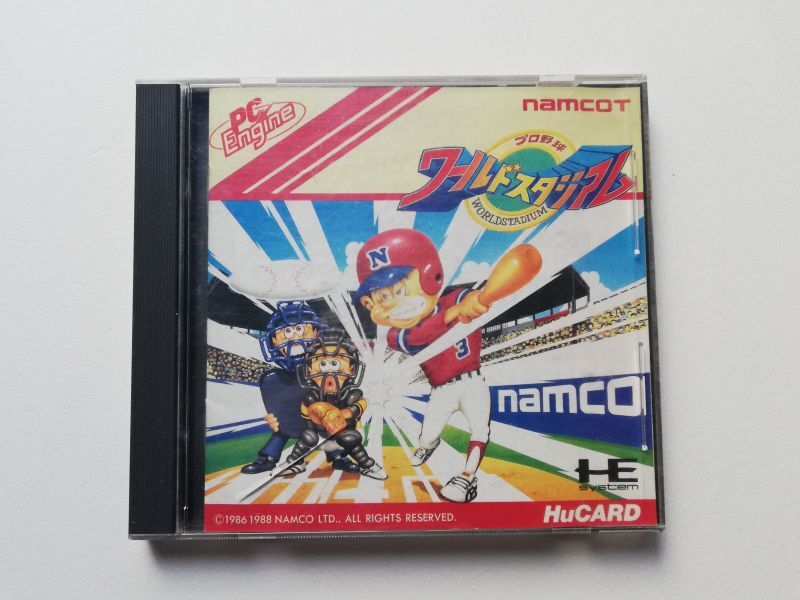 PC Engine
namcoT
プロ野球
ワールドスタジアム
WORLDSTADIUM
N
3
namco
HE
system
©1986 1988 NAMCO LTD., ALL RIGHTS RESERVED.
HuCARD